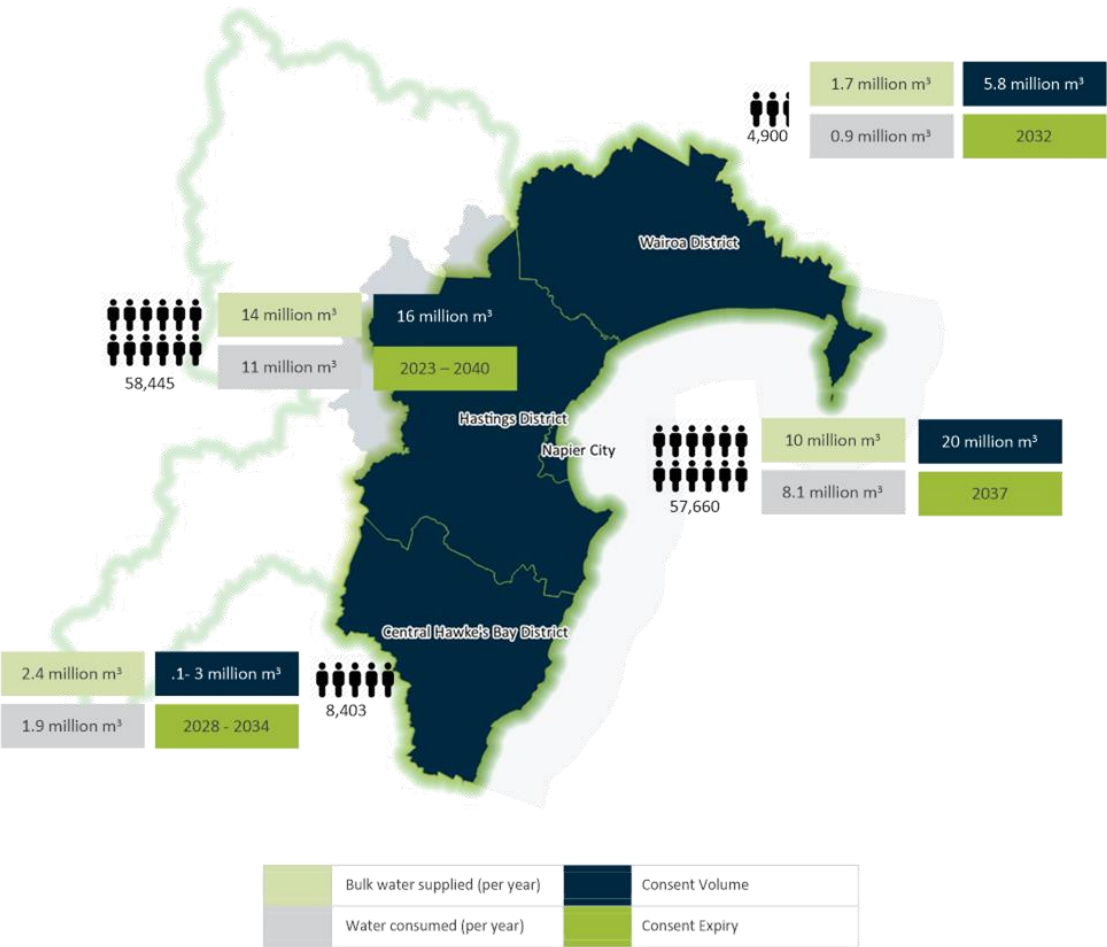 1.7 million m³
5.8 million m³
4,900
0.9 million m³
2032
Wairoa District
14 million m³
16 million m³
58,445
11 million m³
2023 – 2040
Hastings District
Napier City
10 million m³
20 million m³
57,660
8.1 million m³
2037
Central Hawke's Bay District
2.4 million m³
.1- 3 million m³
8,403
1.9 million m³
2028 - 2034
Bulk water supplied (per year)
Consent Volume
Water consumed (per year)
Consent Expiry